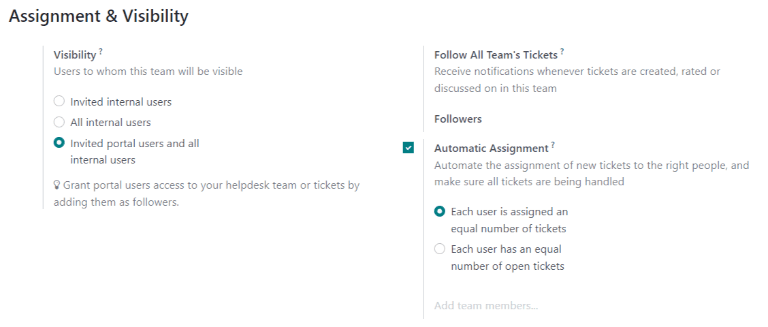 Assignment & Visibility
Visibility ?
Users to whom this team will be visible
Invited internal users
All internal users
Invited portal users and all
internal users
Grant portal users access to your helpdesk team or tickets by
adding them as followers.
Follow All Team's Tickets ?
Receive notifications whenever tickets are created, rated or
discussed on in this team
Followers
Automatic Assignment ?
Automate the assignment of new tickets to the right people, and
make sure all tickets are being handled
Each user is assigned an
equal number of tickets
Each user has an equal
number of open tickets
Add team members...